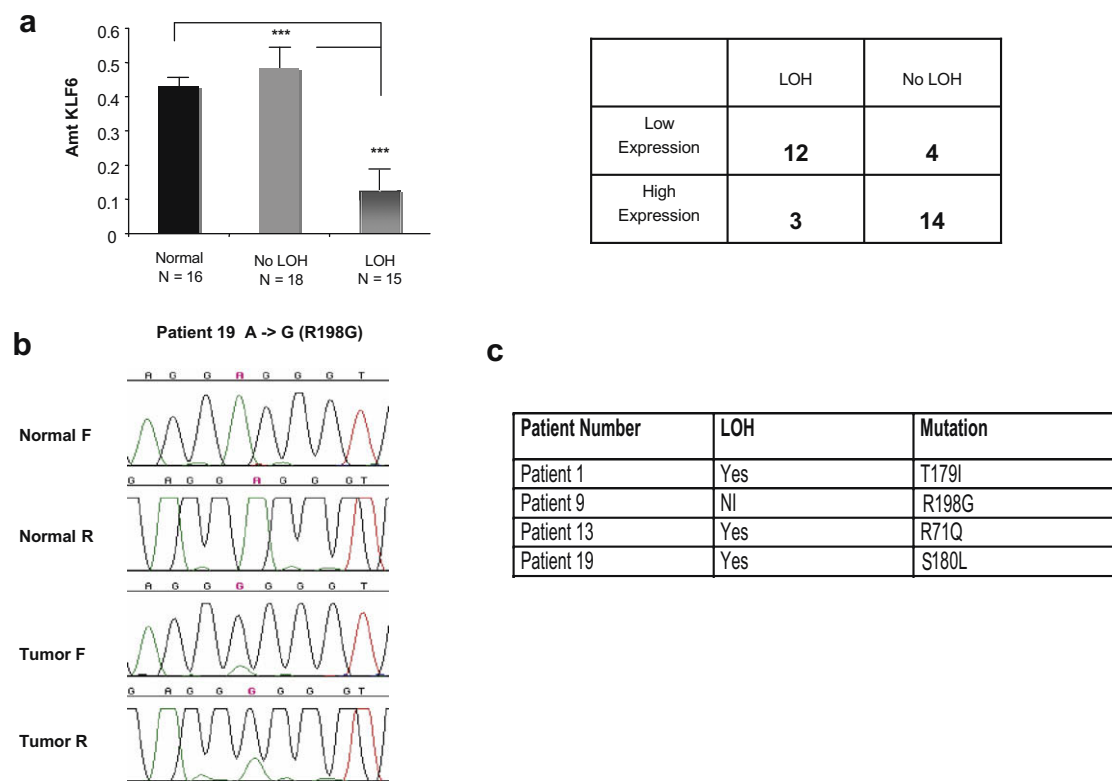 a
Amt KLF6
0.6
0.5
0.4
0.3
0.2
0.1
0
***
***
Normal
N = 16
No LOH
N = 18
LOH
N = 15
LOH No LOH
Low
Expression
12 4
High
Expression
3 14
b
Patient 19 A -> G (R198G)
A G G A G G G T
Normal F
G A G G A G G G T
Normal R
A G G G G G G T
Tumor F
G A G G G G G G T
Tumor R
c
Patient Number LOH Mutation
Patient 1 Yes T179I
Patient 9 NI R198G
Patient 13 Yes R71Q
Patient 19 Yes S180L